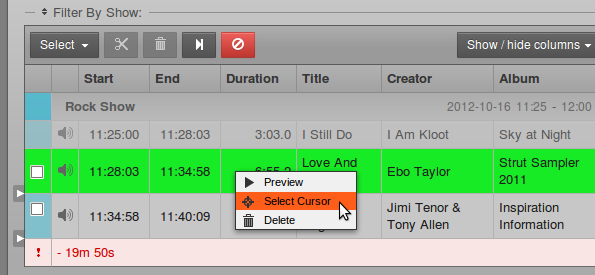 Filter By Show:
Select
Show / hide columns
Start End Duration Title Creator Album
Rock Show 2012-10-16 11:25 - 12:00
11:25:00 11:28:03 3:03.0 I Still Do I Am Kloot Sky at Night
11:28:03 11:34:58 Love And Ebo Taylor Strut Sampler
2011
Preview
Select Cursor
Delete
11:34:58 11:40:09 Jimi Tenor & Inspiration
Tony Allen Information
! - 19m 50s